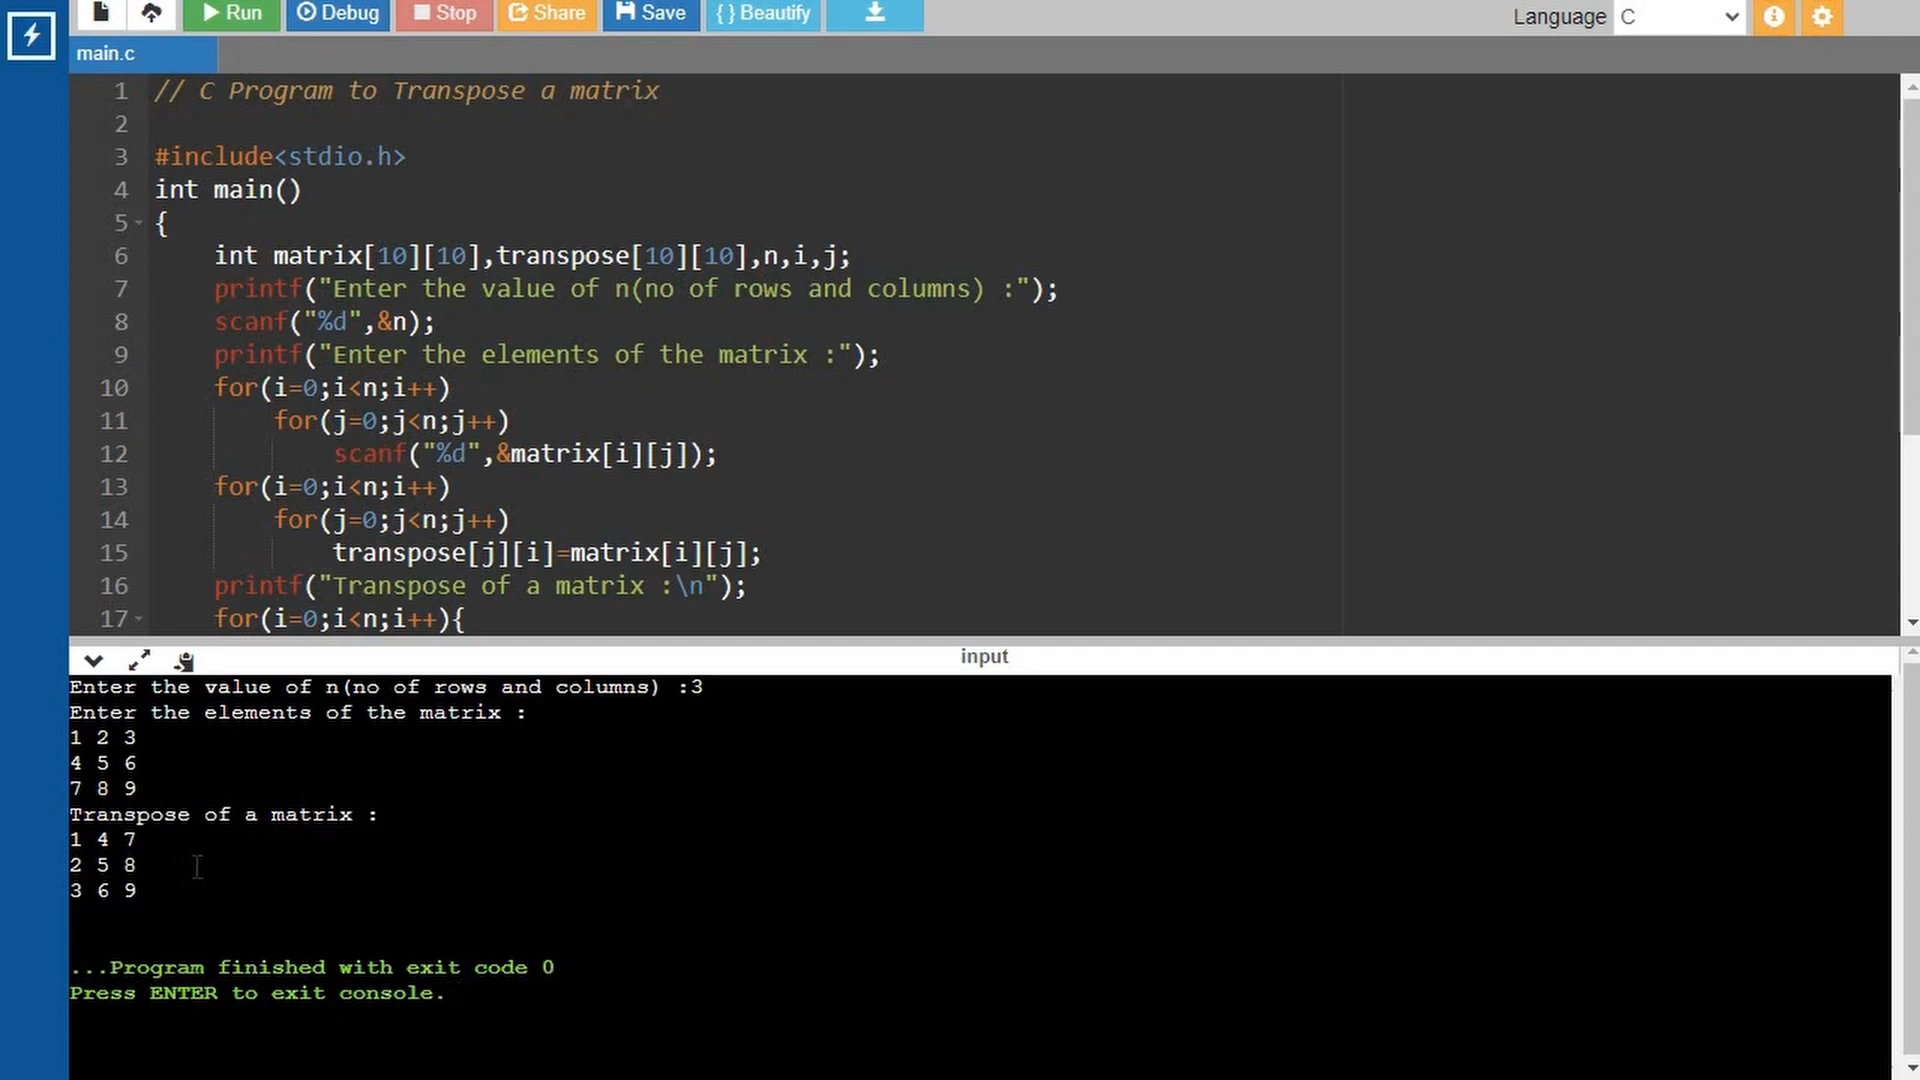 Run Debug Stop Share Save { } Beautify Language C
main.c
1 // C Program to Transpose a matrix
2
3 #include<stdio.h>
4 int main()
5 {
6     int matrix[10][10],transpose[10][10],n,i,j;
7     printf("Enter the value of n(no of rows and columns) :");
8     scanf("%d",&n);
9     printf("Enter the elements of the matrix :");
10     for(i=0;i<n;i++)
11         for(j=0;j<n;j++)
12             scanf("%d",&matrix[i][j]);
13     for(i=0;i<n;i++)
14         for(j=0;j<n;j++)
15             transpose[j][i]=matrix[i][j];
16     printf("Transpose of a matrix :\n");
17     for(i=0;i<n;i++){
input
Enter the value of n(no of rows and columns) :3
Enter the elements of the matrix :
1 2 3
4 5 6
7 8 9
Transpose of a matrix :
1 4 7
2 5 8
3 6 9
...Program finished with exit code 0
Press ENTER to exit console.